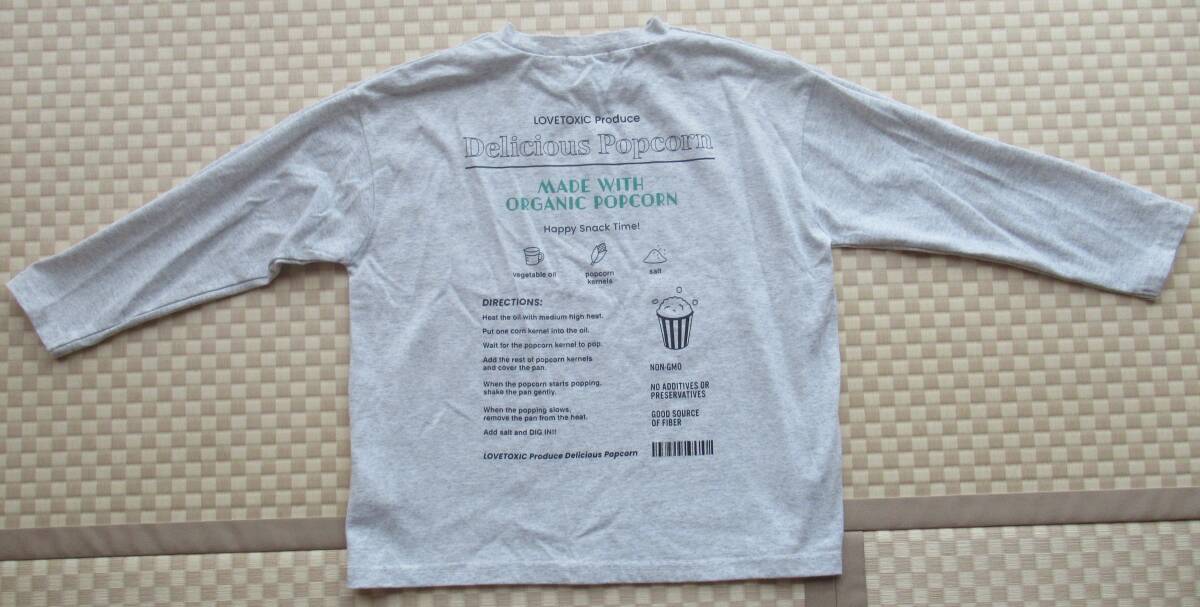 LOVETOXIC Produce
Delicious Popcorn
MADE WITH
ORGANIC POPCORN
Happy Snack Time!
vegetable oil
popcorn
kernels
salt
DIRECTIONS:
Heat the oil with medium high heat.
Put one corn kernel into the oil.
Wait for the popcorn kernel to pop.
Add the rest of popcorn kernels
and cover the pan.
When the popcorn starts popping,
shake the pan gently.
When the popping slows,
remove the pan from the heat.
Add salt and DIG IN!!
NON-GMO
NO ADDITIVES OR
PRESERVATIVES
GOOD SOURCE
OF FIBER
LOVETOXIC Produce Delicious Popcorn